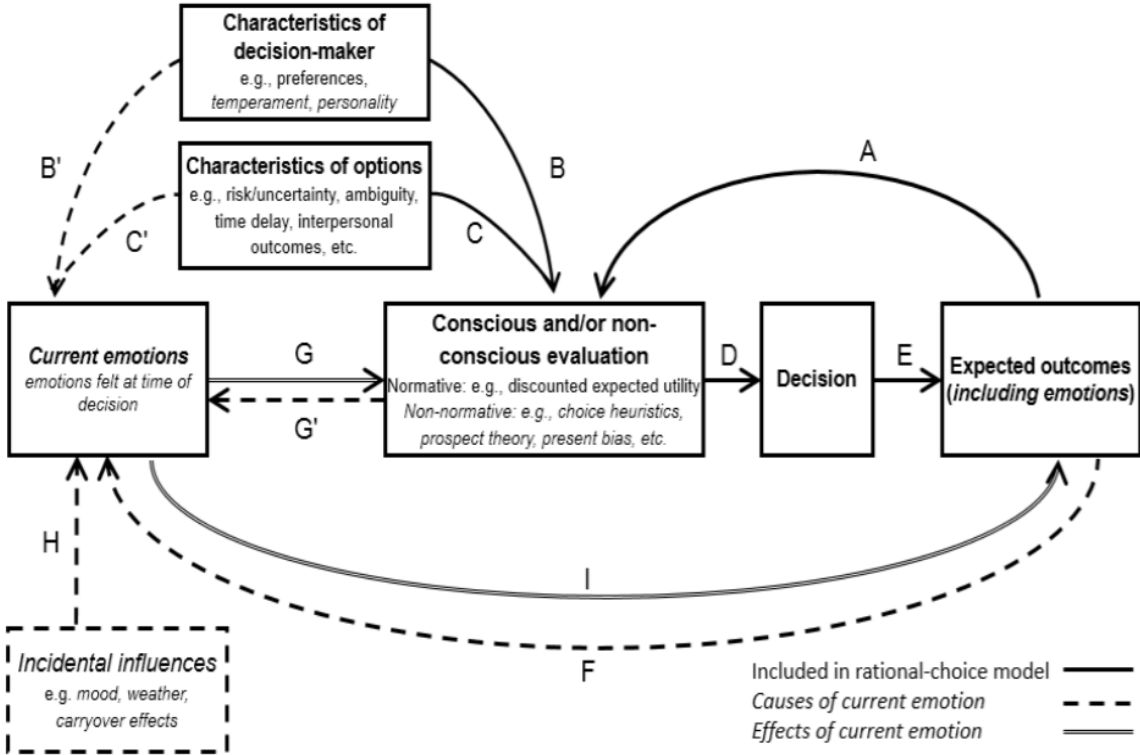 Characteristics of
decision-maker
e.g., preferences,
temperament, personality
B'
B
A
Characteristics of options
e.g., risk/uncertainty, ambiguity,
time delay, interpersonal
outcomes, etc.
C'
C
Current emotions
emotions felt at time of
decision
G
G'
Conscious and/or non-
conscious evaluation
Normative: e.g., discounted expected utility
Non-normative: e.g., choice heuristics,
prospect theory, present bias, etc.
D
Decision
E
Expected outcomes
(including emotions)
H
I
F
Incidental influences
e.g. mood, weather,
carryover effects
Included in rational-choice model
Causes of current emotion
Effects of current emotion